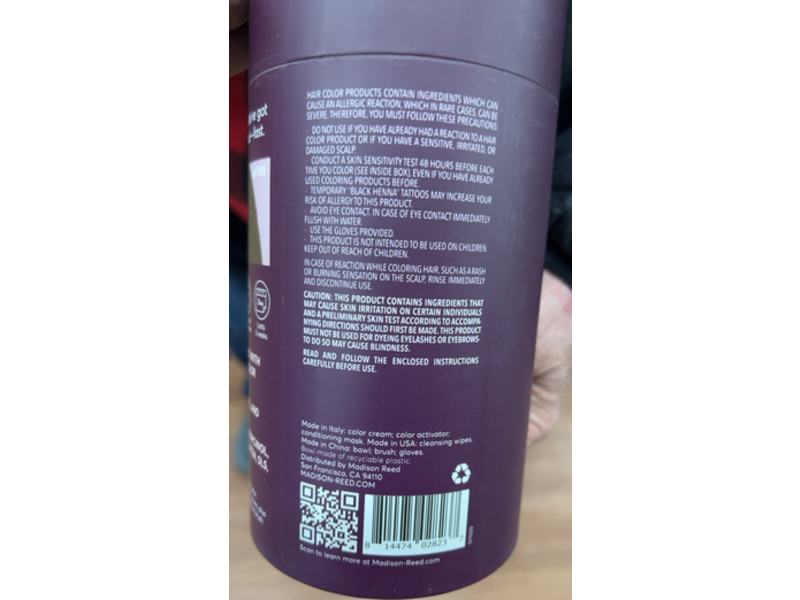 've got
-fast.
HAIR COLOR PRODUCTS CONTAIN INGREDIENTS WHICH CAN
CAUSE AN ALLERGIC REACTION, WHICH IN RARE CASES, CAN BE
SEVERE. THEREFORE, YOU MUST FOLLOW THESE PRECAUTIONS:
· DO NOT USE IF YOU HAVE ALREADY HAD A REACTION TO A HAIR
COLOR PRODUCT OR IF YOU HAVE A SENSITIVE, IRRITATED, OR
DAMAGED SCALP
· CONDUCT A SKIN SENSITIVITY TEST 48 HOURS BEFORE EACH
TIME YOU COLOR (SEE INSIDE BOX), EVEN IF YOU HAVE ALREADY
USED COLORING PRODUCTS BEFORE.
· TEMPORARY 'BLACK HENNA' TATTOOS MAY INCREASE YOUR
RISK OF ALLERGY TO THIS PRODUCT.
· AVOID EYE CONTACT. IN CASE OF EYE CONTACT IMMEDIATELY
FLUSH WITH WATER.
· USE THE GLOVES PROVIDED.
· THIS PRODUCT IS NOT INTENDED TO BE USED ON CHILDREN.
KEEP OUT OF REACH OF CHILDREN.
IN CASE OF REACTION WHILE COLORING HAIR, SUCH AS A RASH
OR BURNING SENSATION ON THE SCALP, RINSE IMMEDIATELY
AND DISCONTINUE USE.
CAUTION: THIS PRODUCT CONTAINS INGREDIENTS THAT
MAY CAUSE SKIN IRRITATION ON CERTAIN INDIVIDUALS
AND A PRELIMINARY SKIN TEST ACCORDING TO ACCOMPA-
NYING DIRECTIONS SHOULD FIRST BE MADE. THIS PRODUCT
MUST NOT BE USED FOR DYEING EYELASHES OR EYEBROWS-
TO DO SO MAY CAUSE BLINDNESS.
READ AND FOLLOW THE ENCLOSED INSTRUCTIONS
CAREFULLY BEFORE USE.
Made in Italy: color cream; color activator;
conditioning mask. Made in USA: cleansing wipes.
Made in China: bowl; brush; gloves.
Bowl made of recyclable plastic.
Distributed by Madison Reed
San Francisco, CA 94110
MADISON-REED.COM
8 14474 02823
Scan to learn more at Madison-Reed.com